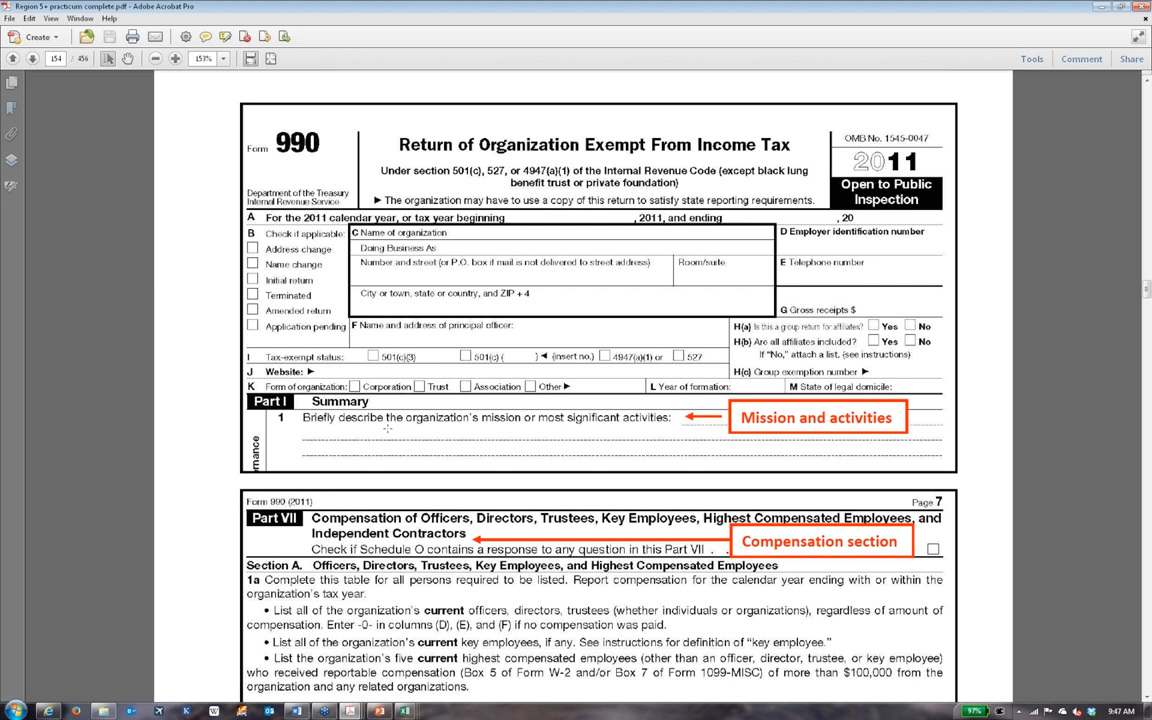 Region 5+ practicum complete.pdf - Adobe Acrobat Pro
File Edit View Window Help
Create
154 / 456 153% Tools Comment Share
Form 990
Department of the Treasury
Internal Revenue Service
Return of Organization Exempt From Income Tax
Under section 501(c), 527, or 4947(a)(1) of the Internal Revenue Code (except black lung
benefit trust or private foundation)
▶ The organization may have to use a copy of this return to satisfy state reporting requirements.
OMB No. 1545-0047
2011
Open to Public
Inspection
A For the 2011 calendar year, or tax year beginning , 2011, and ending , 20
B Check if applicable:
Address change
Name change
Initial return
Terminated
Amended return
Application pending
C Name of organization
Doing Business As
Number and street (or P.O. box if mail is not delivered to street address) Room/suite
City or town, state or country, and ZIP + 4
D Employer identification number
E Telephone number
G Gross receipts $
F Name and address of principal officer:
H(a) Is this a group return for affiliates? Yes No
H(b) Are all affiliates included? Yes No
If “No,” attach a list. (see instructions)
I Tax-exempt status: 501(c)(3) 501(c) ( ) ◀ (insert no.) 4947(a)(1) or 527
J Website: ▶
H(c) Group exemption number ▶
K Form of organization: Corporation Trust Association Other ▶ L Year of formation: M State of legal domicile:
Part I Summary
1 Briefly describe the organization’s mission or most significant activities:
Mission and activities
Form 990 (2011) Page 7
Part VII Compensation of Officers, Directors, Trustees, Key Employees, Highest Compensated Employees, and
Independent Contractors
Compensation section
Check if Schedule O contains a response to any question in this Part VII . .
Section A. Officers, Directors, Trustees, Key Employees, and Highest Compensated Employees
1a Complete this table for all persons required to be listed. Report compensation for the calendar year ending with or within the
organization’s tax year.
• List all of the organization’s current officers, directors, trustees (whether individuals or organizations), regardless of amount of
compensation. Enter -0- in columns (D), (E), and (F) if no compensation was paid.
• List all of the organization’s current key employees, if any. See instructions for definition of “key employee.”
• List the organization’s five current highest compensated employees (other than an officer, director, trustee, or key employee)
who received reportable compensation (Box 5 of Form W-2 and/or Box 7 of Form 1099-MISC) of more than $100,000 from the
organization and any related organizations.
97% 9:47 AM